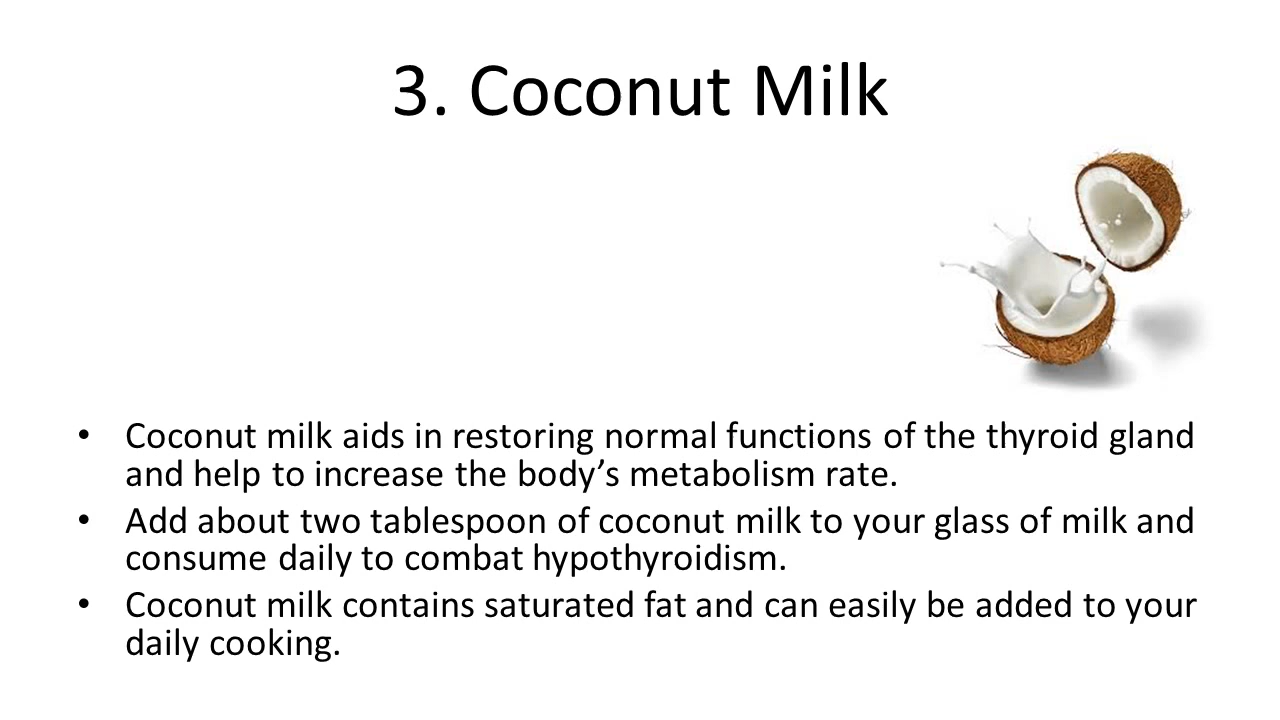 3. Coconut Milk
• Coconut milk aids in restoring normal functions of the thyroid gland
and help to increase the body’s metabolism rate.
• Add about two tablespoon of coconut milk to your glass of milk and
consume daily to combat hypothyroidism.
• Coconut milk contains saturated fat and can easily be added to your
daily cooking.